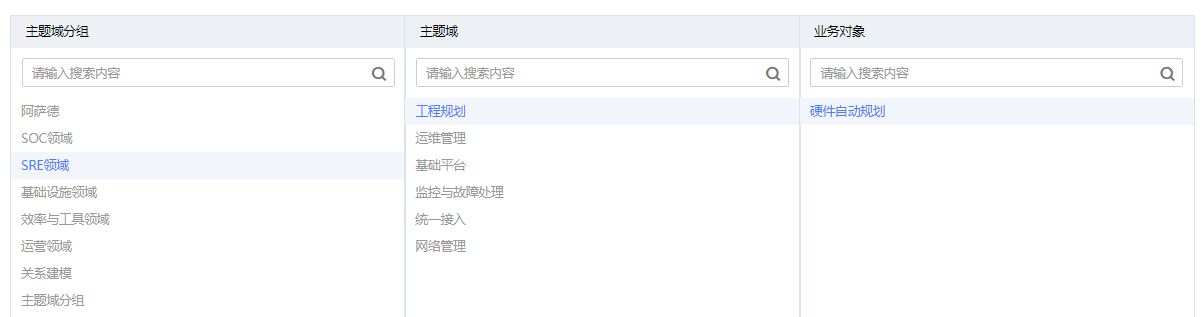 主题域分组
主题域
业务对象
请输入搜索内容
请输入搜索内容
请输入搜索内容
阿萨德
SOC领域
SRE领域
基础设施领域
效率与工具领域
运营领域
关系建模
主题域分组
工程规划
运维管理
基础平台
监控与故障处理
统一接入
网络管理
硬件自动规划